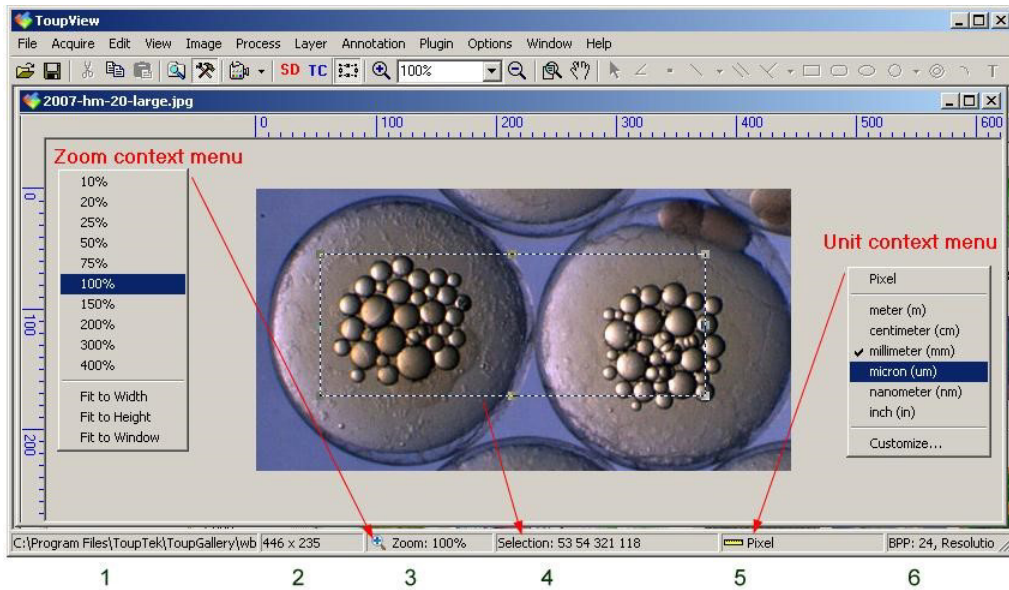 ToupView
File Acquire Edit View Image Process Layer Annotation Plugin Options Window Help
SD TC 100% T
2007-hm-20-large.jpg
0 100 200 300 400 500 600
Zoom context menu
10%
20%
25%
50%
75%
100%
150%
200%
300%
400%
Fit to Width
Fit to Height
Fit to Window
0
100
200
Unit context menu
Pixel
meter (m)
centimeter (cm)
millimeter (mm)
micron (um)
nanometer (nm)
inch (in)
Customize...
C:\Program Files\ToupTek\ToupGallery\wb 446 x 235 Zoom: 100% Selection: 53 54 321 118 Pixel BPP: 24, Resolutio
1 2 3 4 5 6